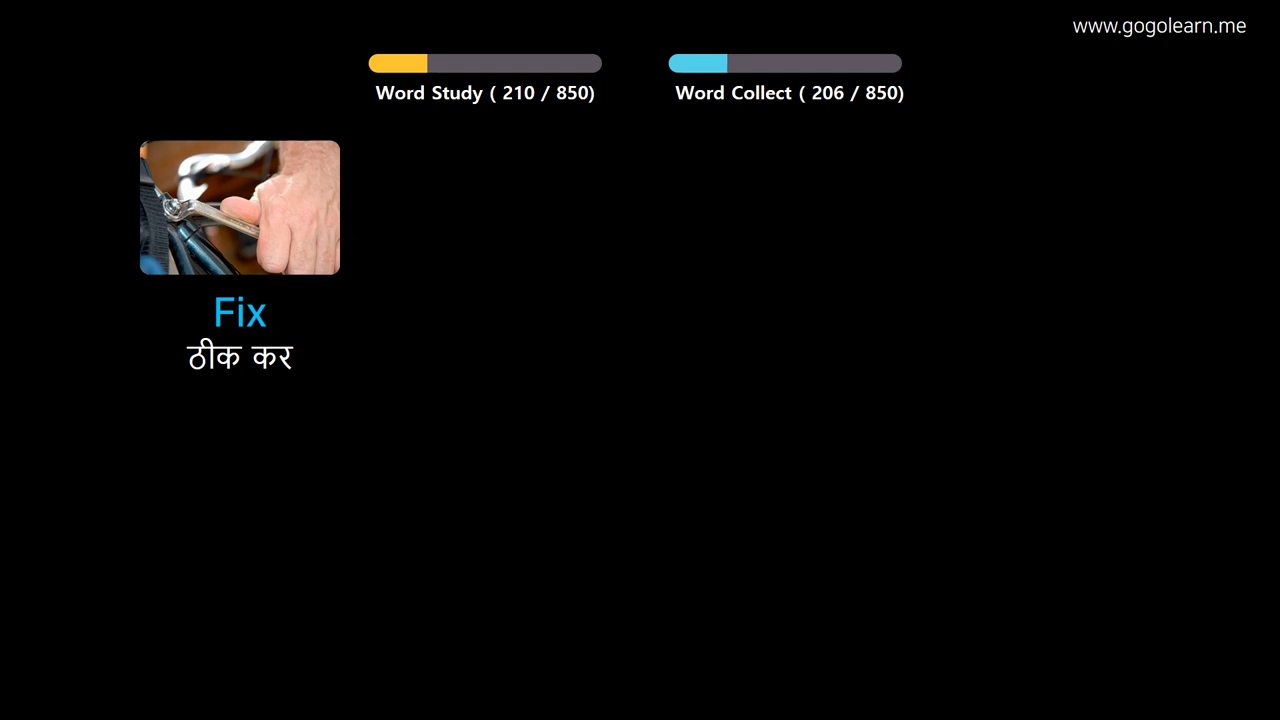 www.gogolearn.me
Word Study ( 210 / 850)
Word Collect ( 206 / 850)
Fix
ठीक कर